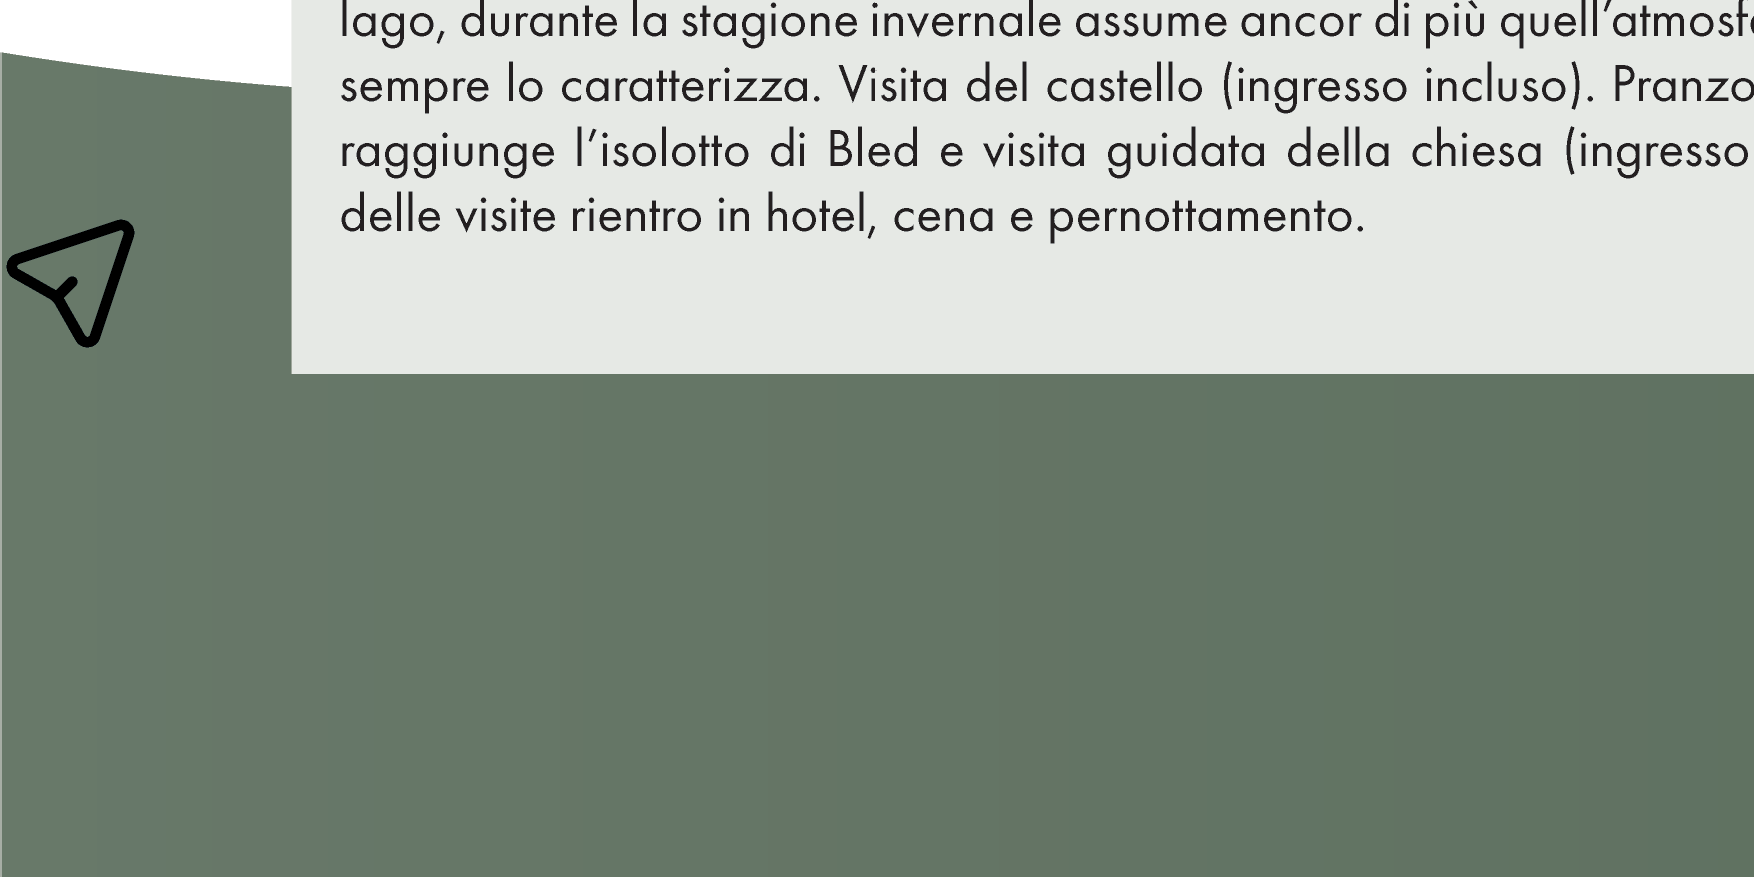 lago, durante la stagione invernale assume ancor di più quell’atmosfe
sempre lo caratterizza. Visita del castello (ingresso incluso). Pranzo
raggiunge l’isolotto di Bled e visita guidata della chiesa (ingresso
delle visite rientro in hotel, cena e pernottamento.